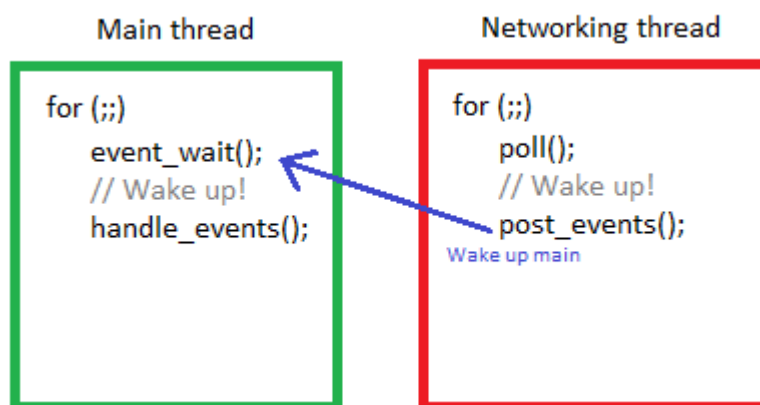 Main thread
for (;;)
event_wait();
// Wake up!
handle_events();
Networking thread
for (;;)
poll();
// Wake up!
post_events();
Wake up main